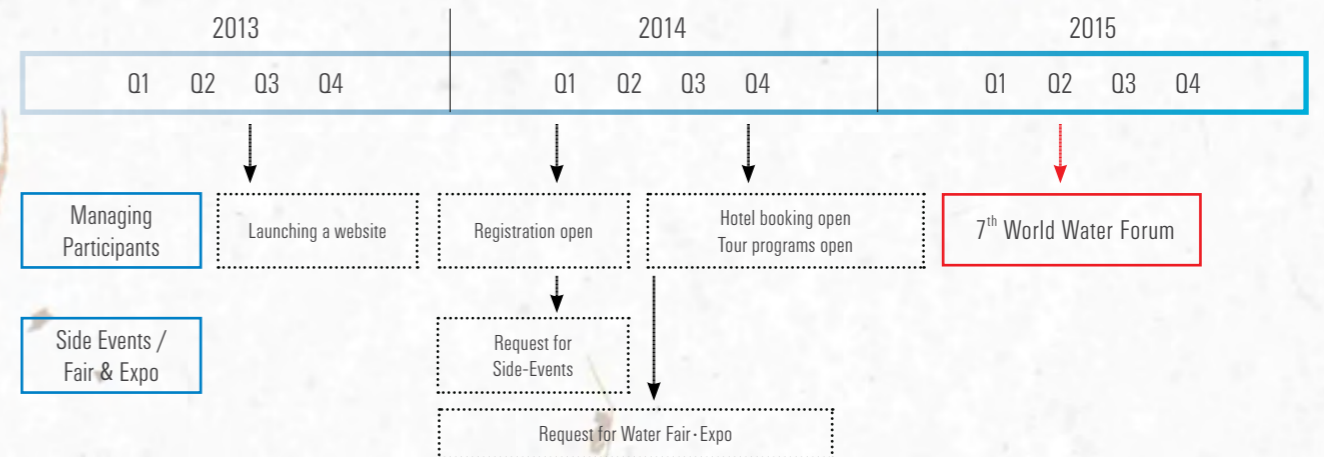 2013 2014 2015
Q1 Q2 Q3 Q4 Q1 Q2 Q3 Q4 Q1 Q2 Q3 Q4
Managing
Participants
Launching a website
Registration open
Hotel booking open
Tour programs open
7th World Water Forum
Side Events /
Fair & Expo
Request for
Side-Events
Request for Water Fair·Expo